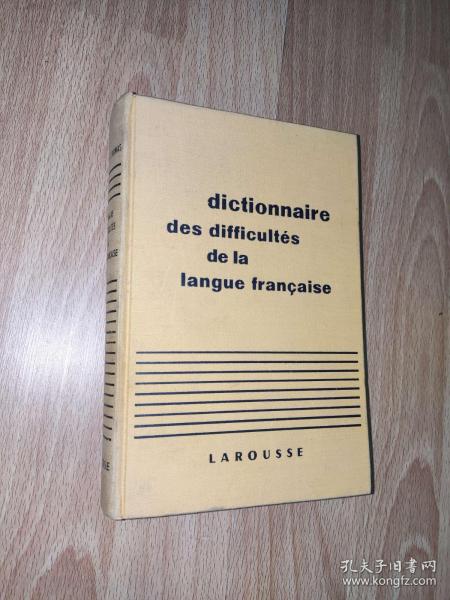 dictionnaire
des difficultés
de la
langue française
LAROUSSE
孔夫子旧书网
www.kongfz.com